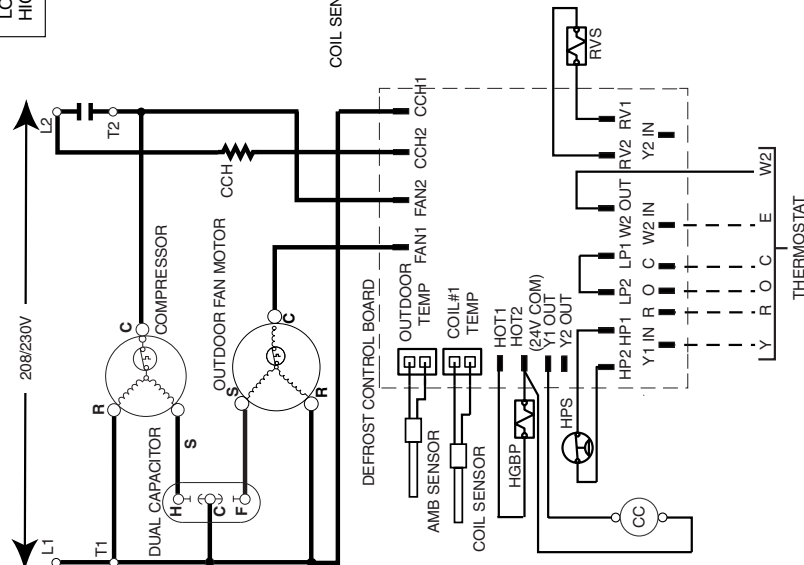 LO
HIG
COIL SEN
208/230V
L1
L2
T1
T2
CCH
COMPRESSOR
R
C
S
OUTDOOR FAN MOTOR
S
C
R
DUAL CAPACITOR
H
C
F
DEFROST CONTROL BOARD
CCH1
CCH2
FAN2
FAN1
OUTDOOR
TEMP
COIL#1
TEMP
AMB SENSOR
COIL SENSOR
HOT1
HOT2
(24V COM)
Y1 OUT
Y2 OUT
HGBP
HPS
CC
RVS
RV1
RV2
Y2 IN
W2 OUT
W2 IN
LP1
C
LP2
O
R
HP1
HP2
Y1 IN
Y
R
O
C
E
W2
THERMOSTAT